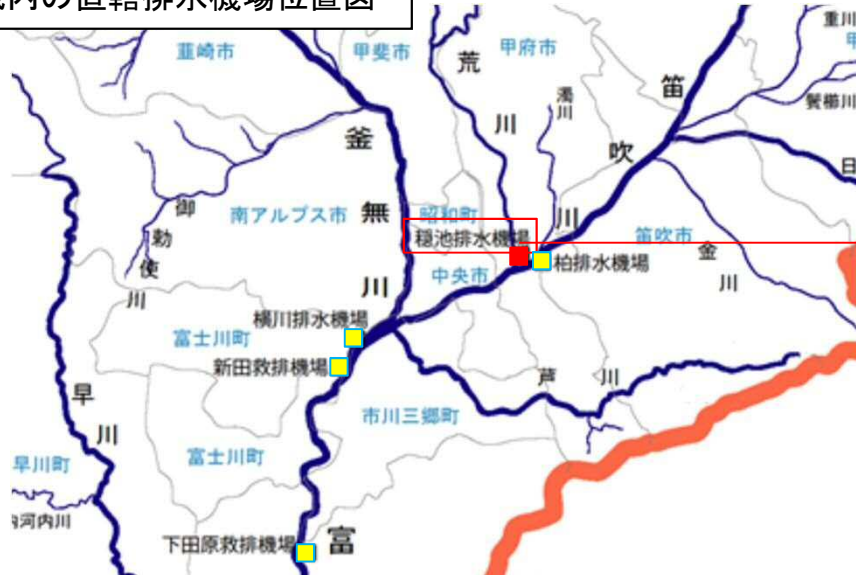 内の直轄排水機場位置図
重川
韮崎市
甲斐市
荒川
甲府市
笛吹川
濁川
鬢櫛川
日
釜無川
御勅使川
南アルプス市
昭和町
穏池排水機場
笛吹市
金川
柏排水機場
中央市
横川排水機場
富士川町
新田救排機場
芦川
早川
市川三郷町
早川町
富士川町
内河内川
下田原救排機場
富